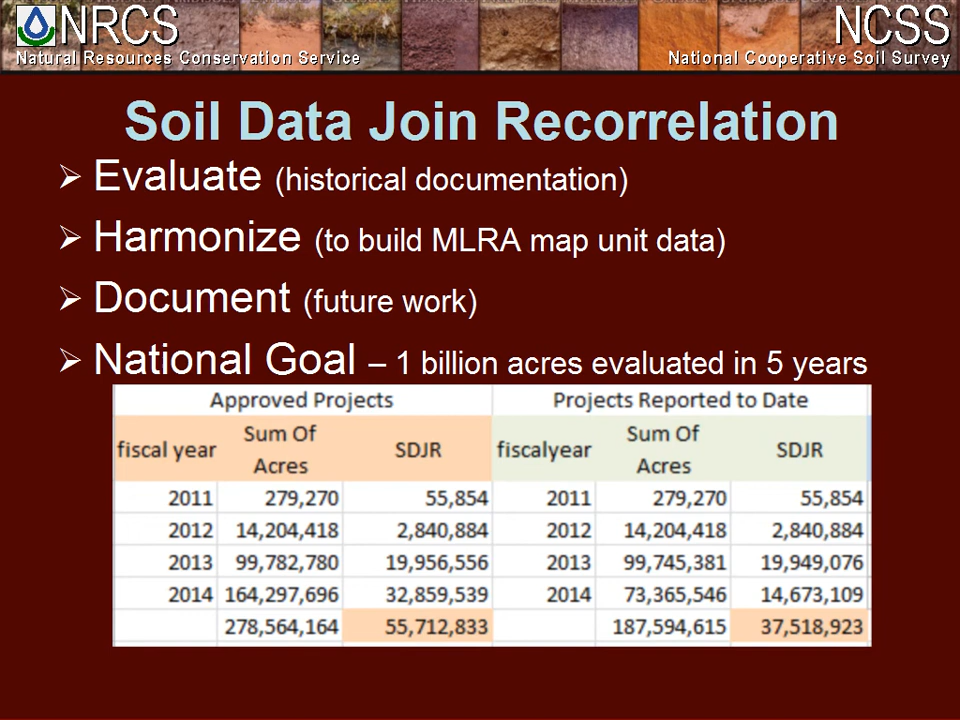 NRCS
Natural Resources Conservation Service
NCSS
National Cooperative Soil Survey
Soil Data Join Recorrelation
➢ Evaluate (historical documentation)
➢ Harmonize (to build MLRA map unit data)
➢ Document (future work)
➢ National Goal – 1 billion acres evaluated in 5 years
Approved Projects Projects Reported to Date
fiscal year Sum Of Acres SDJR fiscalyear Sum Of Acres SDJR
2011 279,270 55,854 2011 279,270 55,854
2012 14,204,418 2,840,884 2012 14,204,418 2,840,884
2013 99,782,780 19,956,556 2013 99,745,381 19,949,076
2014 164,297,696 32,859,539 2014 73,365,546 14,673,109
278,564,164 55,712,833 187,594,615 37,518,923